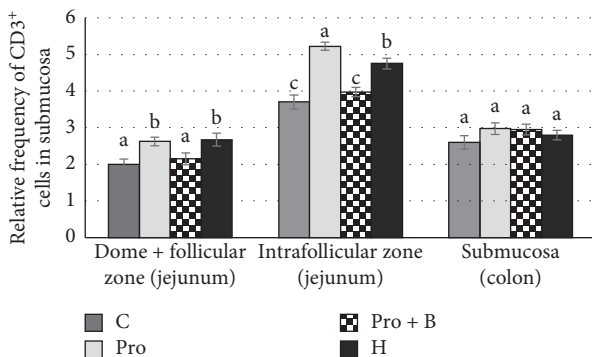 Relative frequency of CD3+
cells in submucosa
6
5
4
3
2
1
0
a
b
a
b
c
a
c
b
a
a
a
a
Dome + follicular
zone (jejunum)
Intrafollicular zone
(jejunum)
Submucosa
(colon)
C
Pro
Pro + B
H